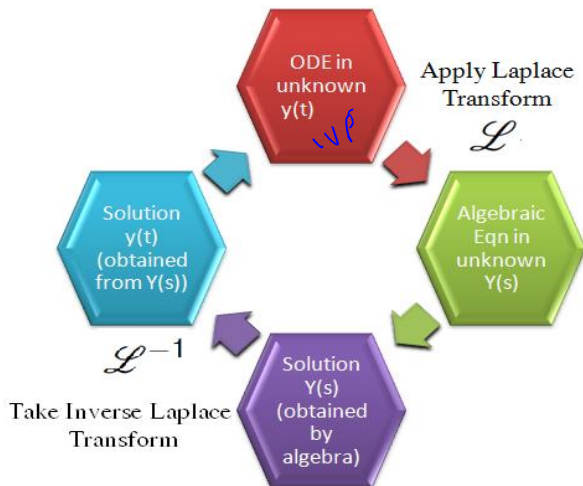 ODE in
unknown
y(t)
IVP
Apply Laplace
Transform
ℒ
Algebraic
Eqn in
unknown
Y(s)
Solution
Y(s)
(obtained
by
algebra)
ℒ⁻¹
Take Inverse Laplace
Transform
Solution
y(t)
(obtained
from Y(s))